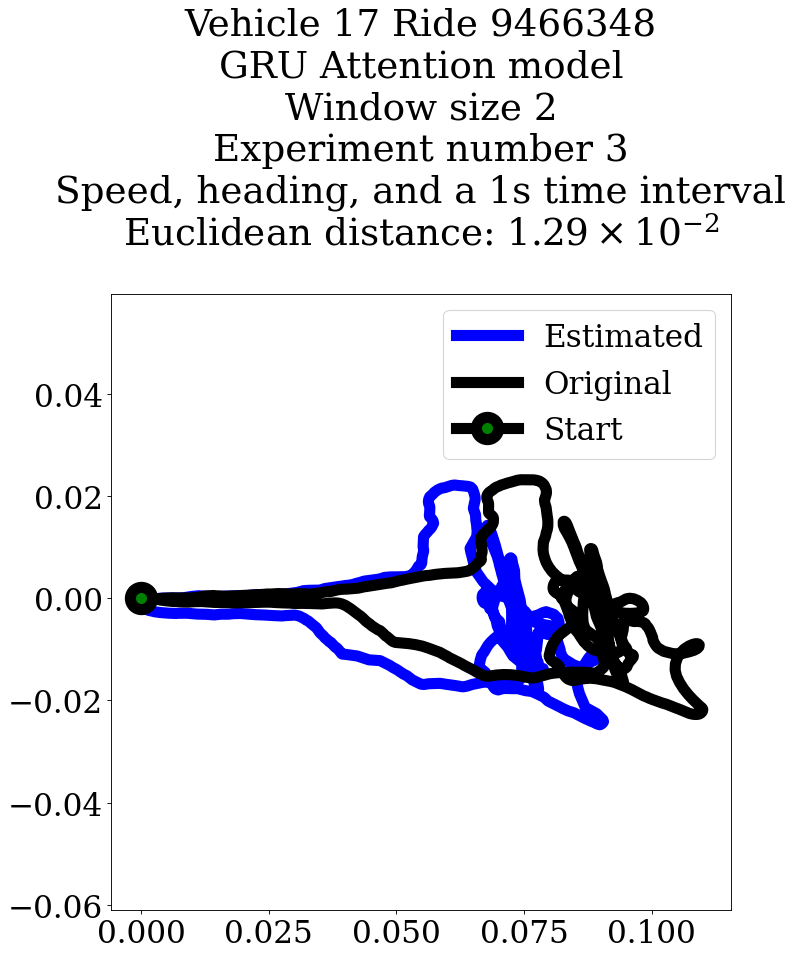 Vehicle 17 Ride 9466348
GRU Attention model
Window size 2
Experiment number 3
Speed, heading, and a 1s time interval
Euclidean distance: 1.29 × 10⁻²
Estimated
Original
Start
0.04
0.02
0.00
−0.02
−0.04
−0.06
0.000 0.025 0.050 0.075 0.100